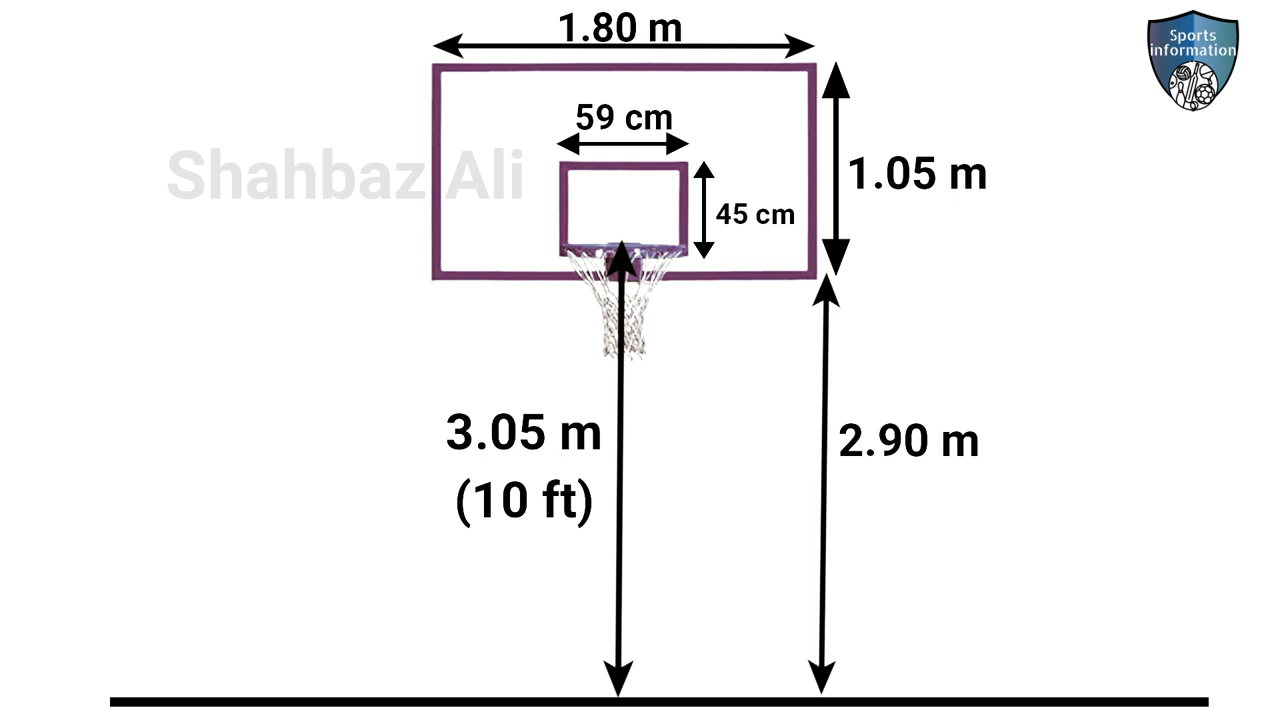 1.80 m
Sports
information
59 cm
Shahbaz Ali
1.05 m
45 cm
3.05 m
(10 ft)
2.90 m